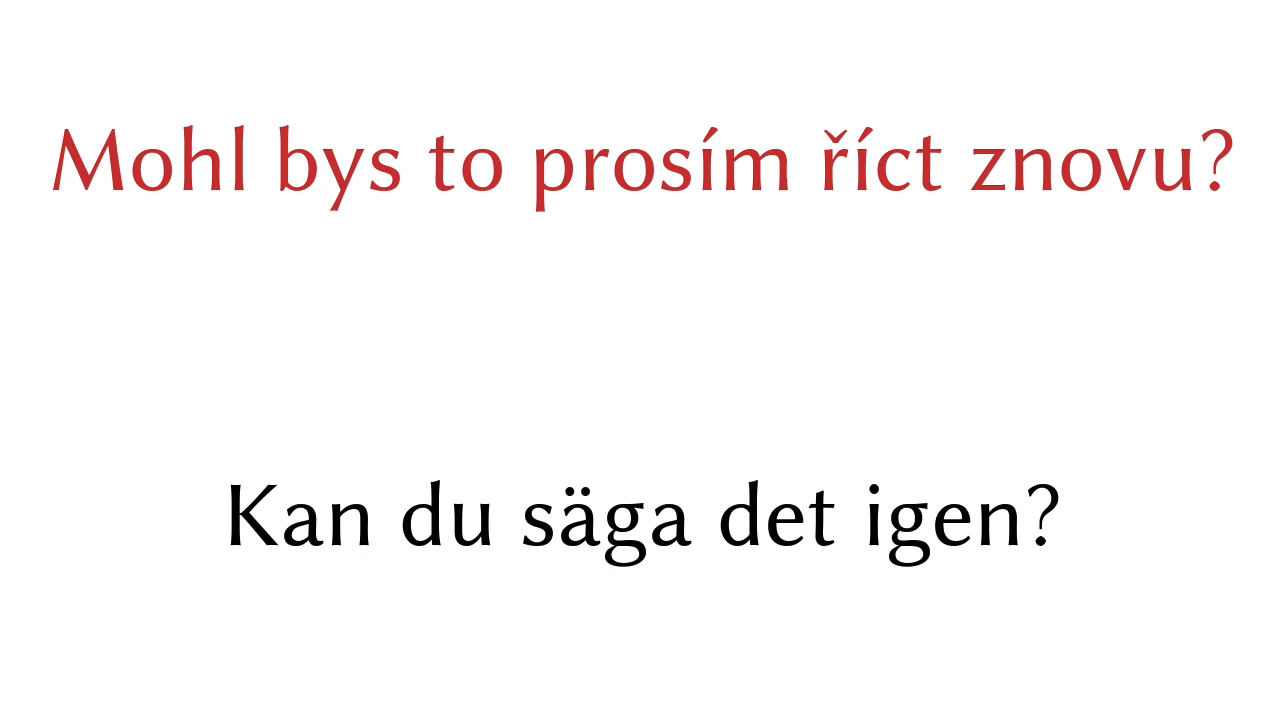 Mohl bys to prosím říct znovu?
Kan du säga det igen?